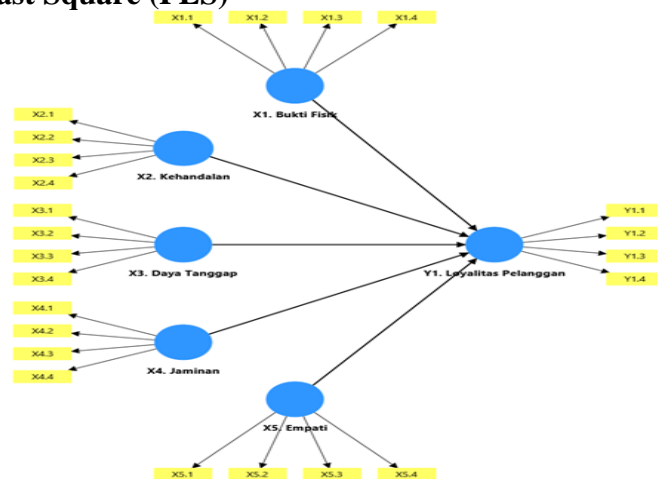 ast Square (PLS)
X1.1 X1.2 X1.3 X1.4
X1. Bukti Fisik
X2.1
X2.2
X2.3
X2.4
X2. Kehandalan
X3.1
X3.2
X3.3
X3.4
X3. Daya Tanggap
Y1.1
Y1.2
Y1.3
Y1.4
Y1. Loyalitas Pelanggan
X4.1
X4.2
X4.3
X4.4
X4. Jaminan
X5. Empati
X5.1 X5.2 X5.3 X5.4